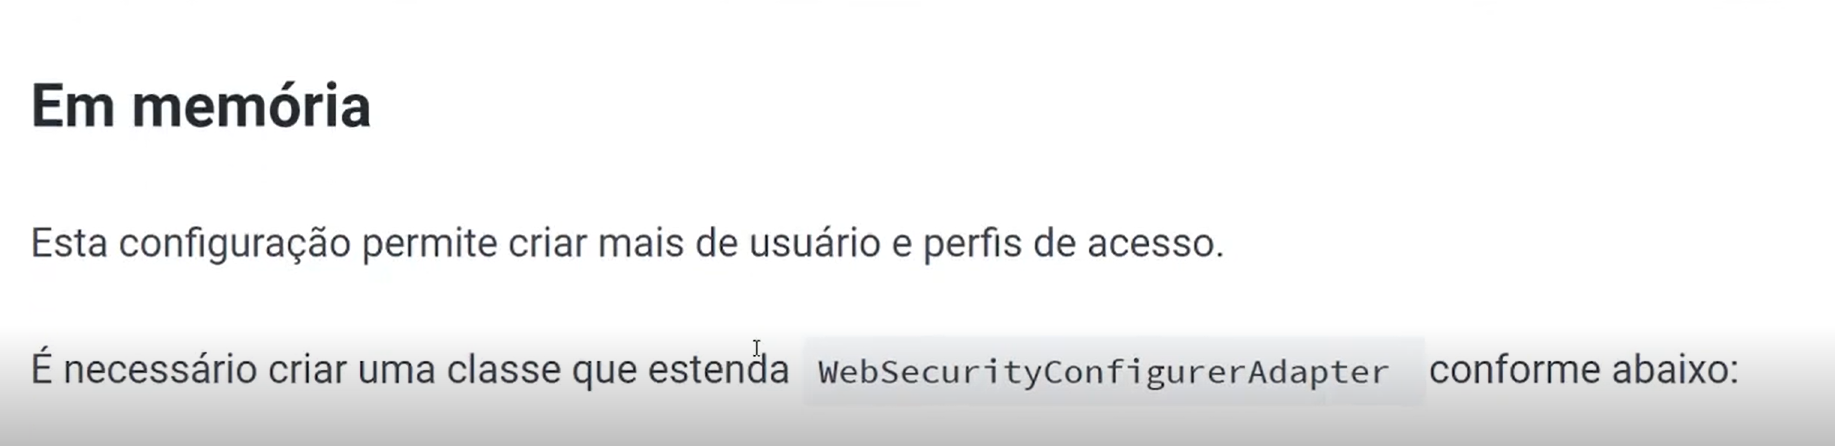 Em memória
Esta configuração permite criar mais de usuário e perfis de acesso.
É necessário criar uma classe que estenda WebSecurityConfigurerAdapter conforme abaixo: